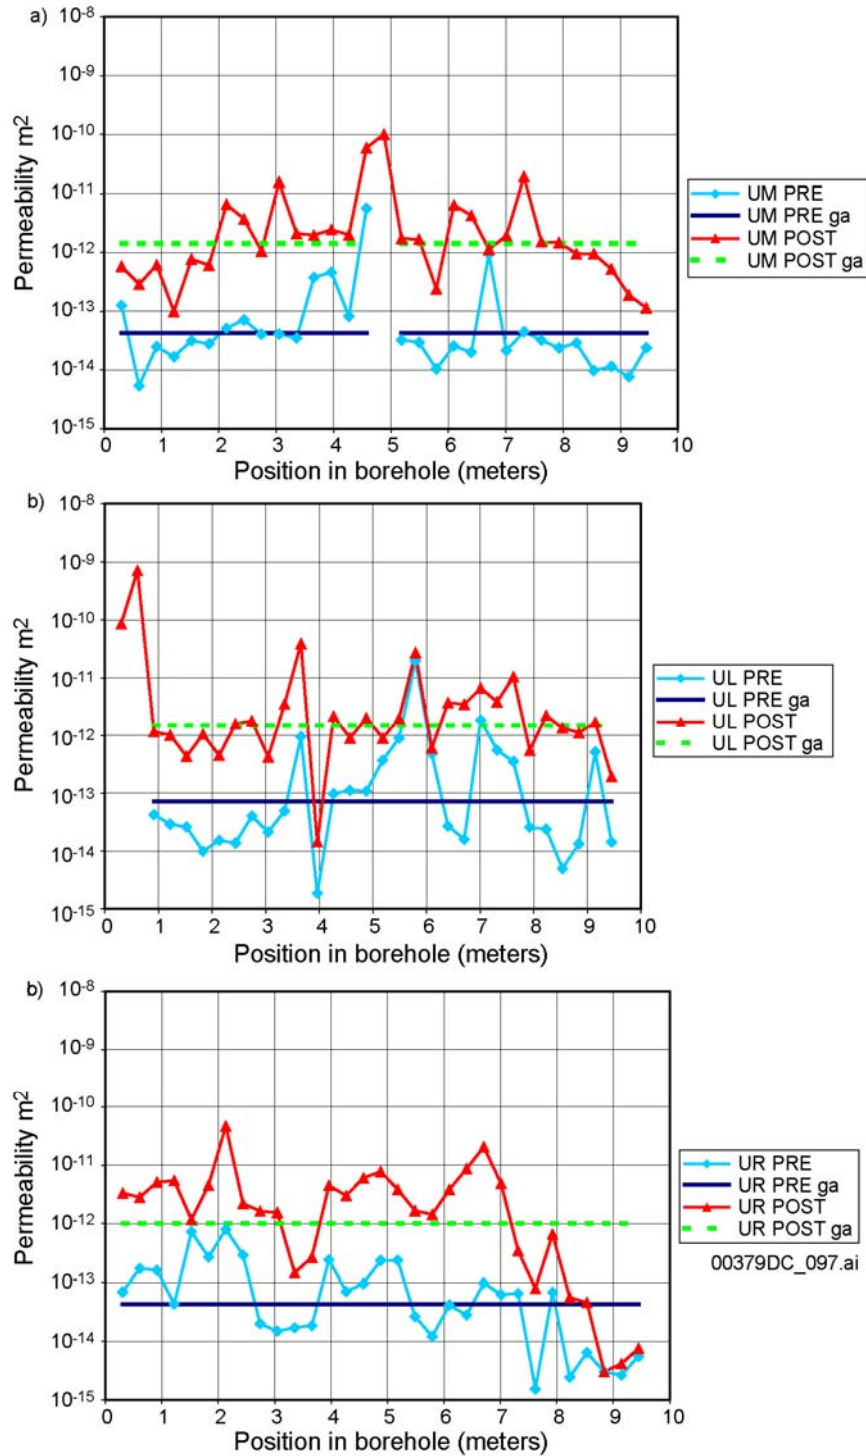 a)
10-8
10-9
10-10
10-11
10-12
10-13
10-14
10-15
Permeability m2
0 1 2 3 4 5 6 7 8 9 10
Position in borehole (meters)
UM PRE
UM PRE ga
UM POST
UM POST ga
b)
10-8
10-9
10-10
10-11
10-12
10-13
10-14
10-15
Permeability m2
0 1 2 3 4 5 6 7 8 9 10
Position in borehole (meters)
UL PRE
UL PRE ga
UL POST
UL POST ga
b)
10-8
10-9
10-10
10-11
10-12
10-13
10-14
10-15
Permeability m2
0 1 2 3 4 5 6 7 8 9 10
Position in borehole (meters)
UR PRE
UR PRE ga
UR POST
UR POST ga
00379DC_097.ai